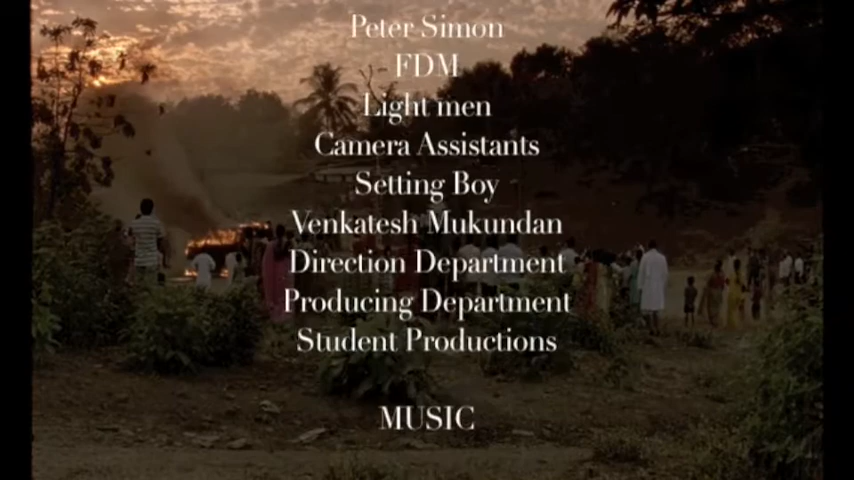 Peter Simon
FDM
Light men
Camera Assistants
Setting Boy
Venkatesh Mukundan
Direction Department
Producing Department
Student Productions
MUSIC